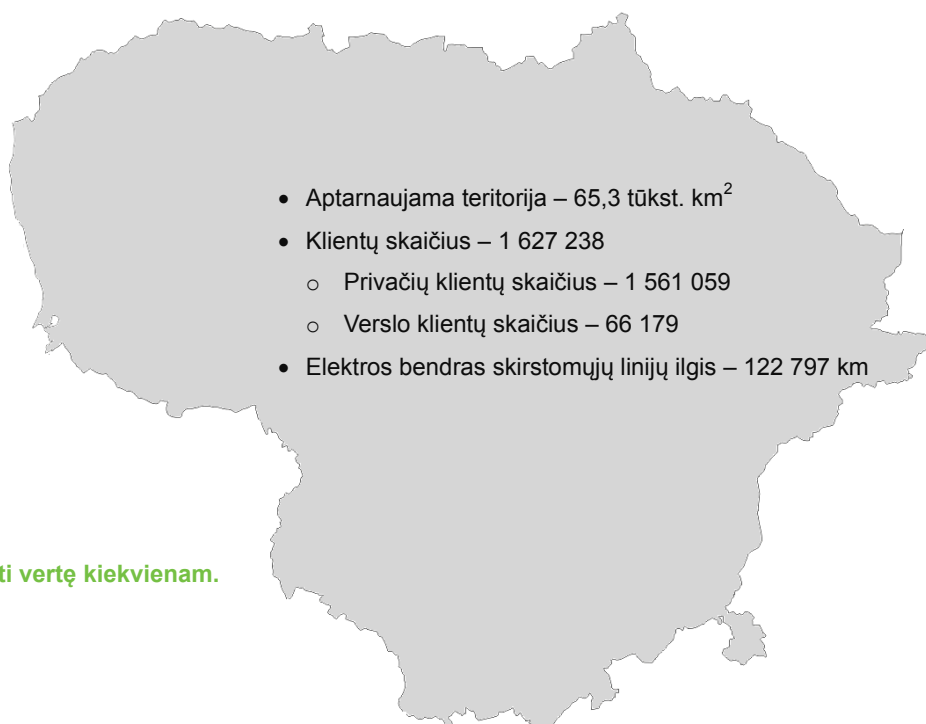 • Aptarnaujama teritorija – 65,3 tūkst. km²
• Klientų skaičius – 1 627 238
o Privačių klientų skaičius – 1 561 059
o Verslo klientų skaičius – 66 179
• Elektros bendras skirstomųjų linijų ilgis – 122 797 km
ti vertę kiekvienam.